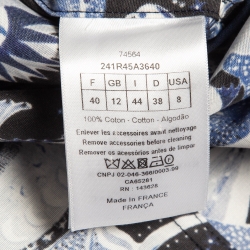 74564
241R45A3640
F GB I D USA
40 12 44 38 8
100% Coton - Cotton - Algodão
Enlever les accessoires avant nettoyage
Remove accessories before cleaning
Remover os acessórios antes de limpar
CNPJ 02-046-366/0003-09
CA65261
RN : 143628
MADE IN FRANCE
FRANÇA